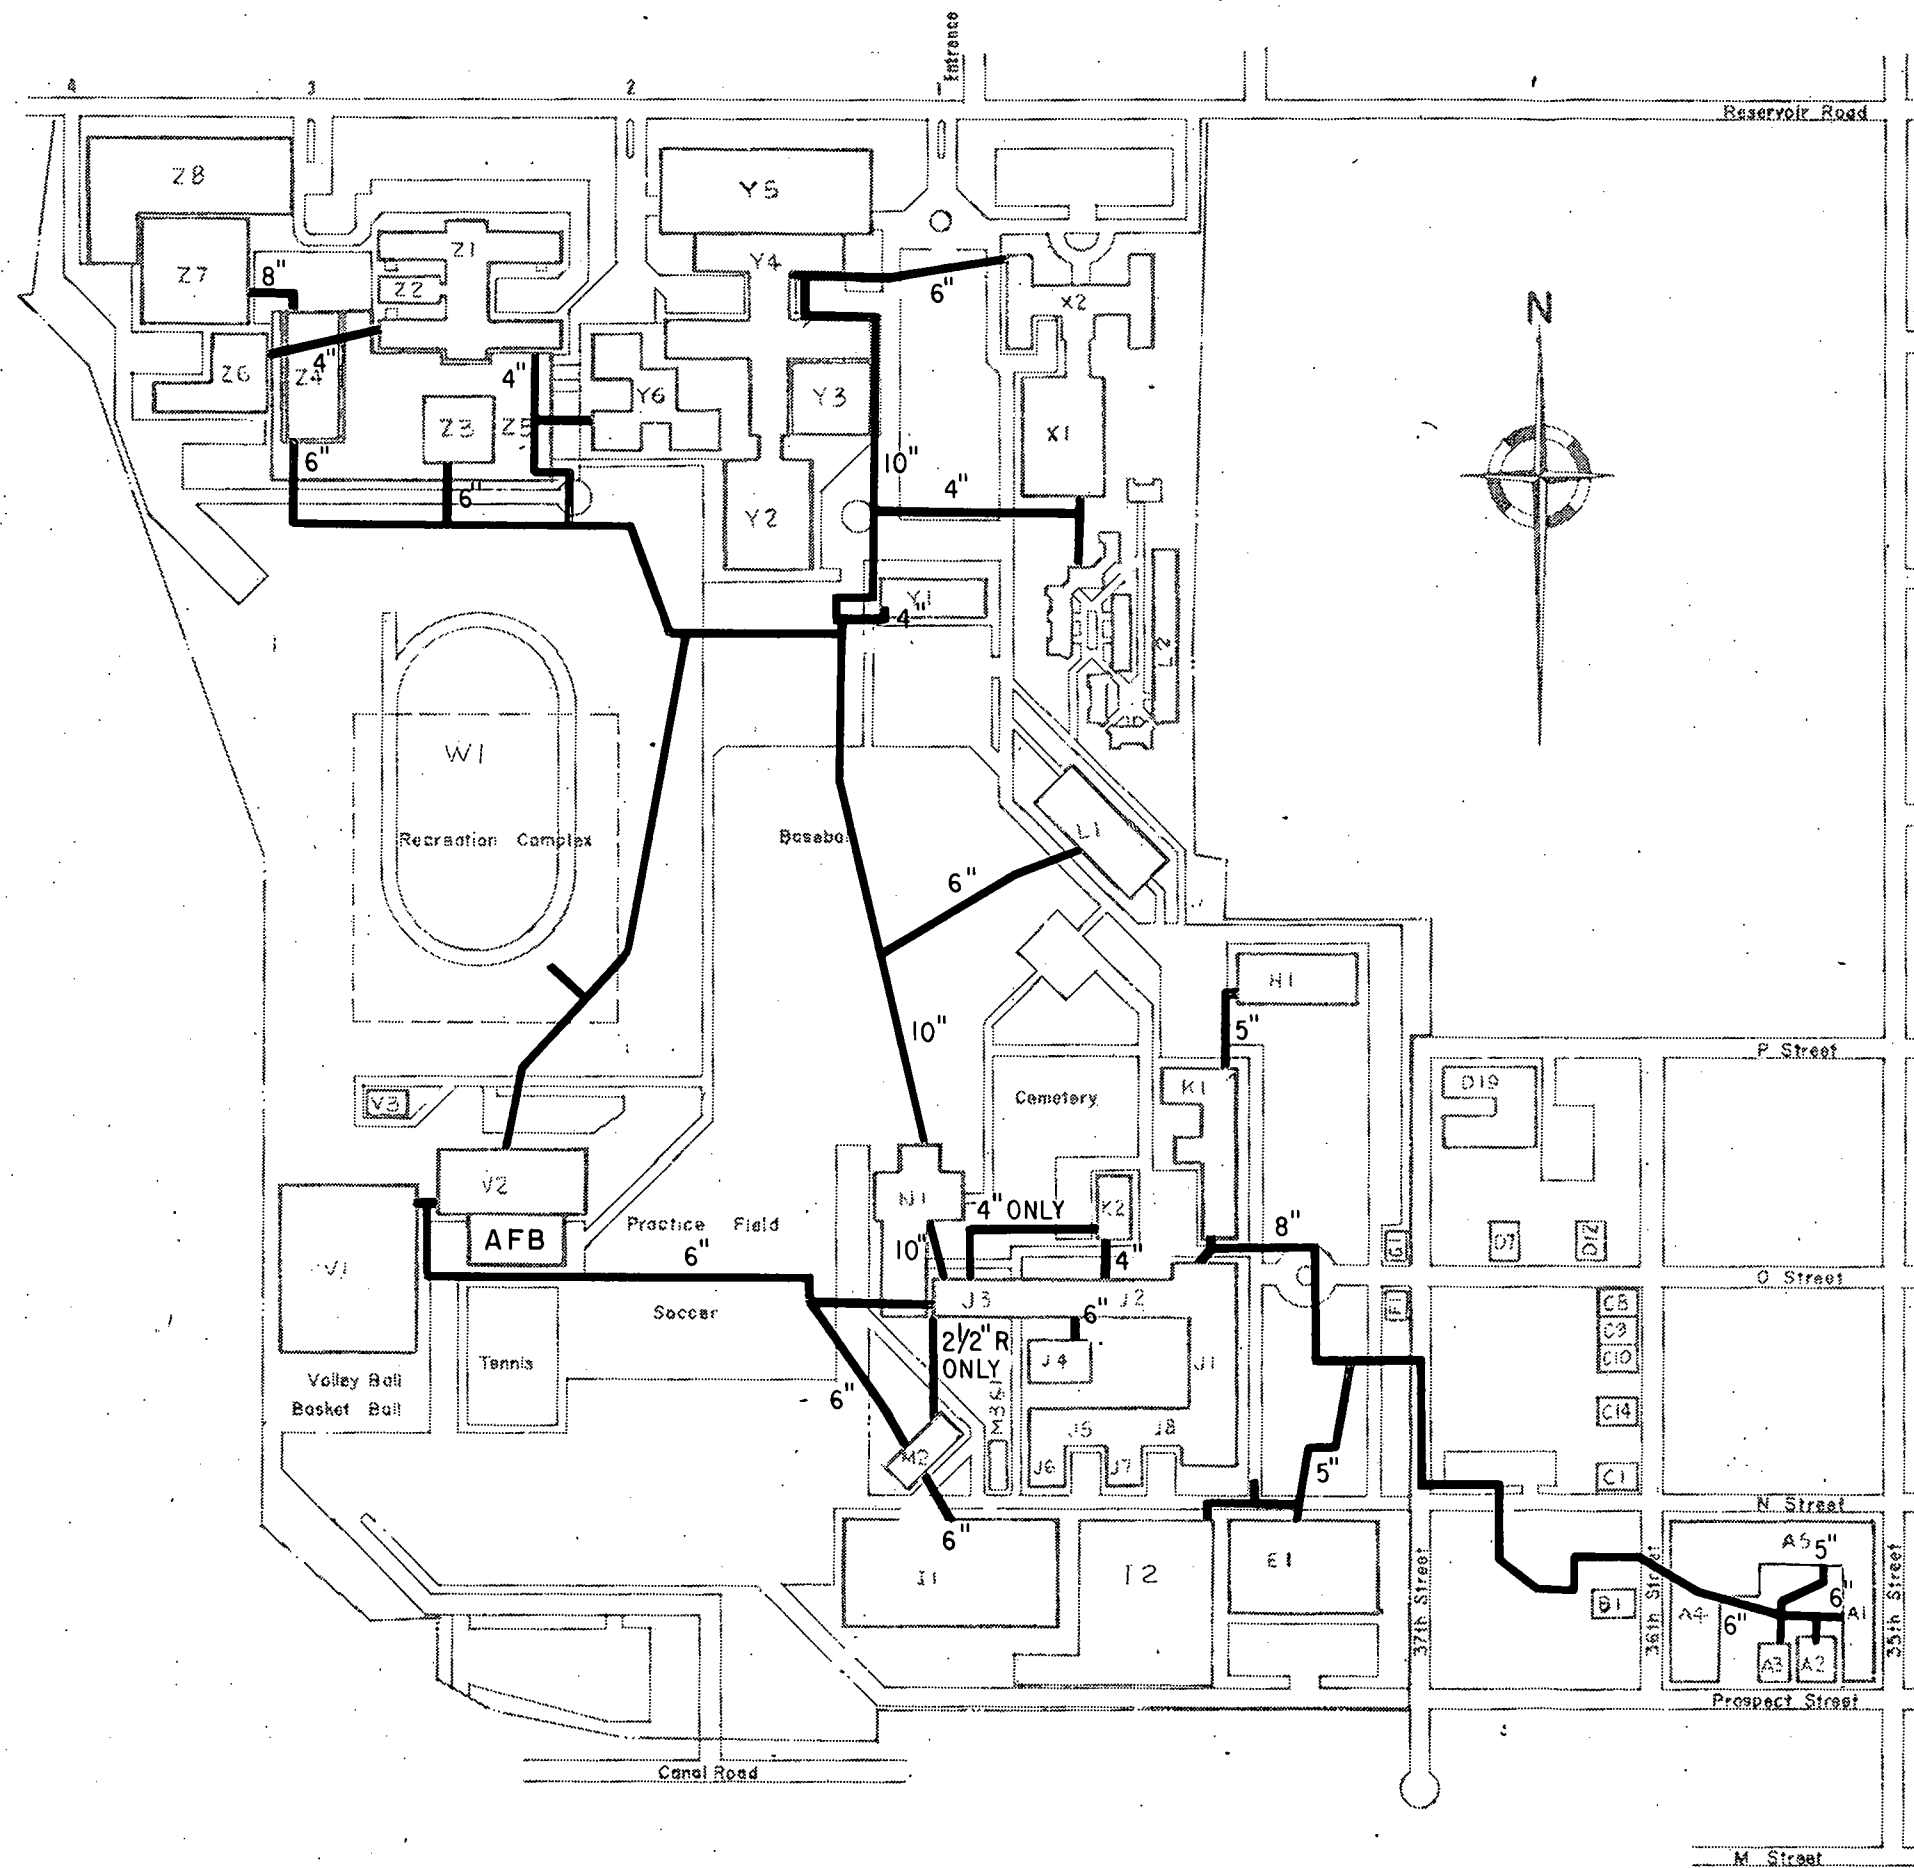 Entrance
4 3 2 1
Reservoir Road
Z8
Y5
Z1
Z7
8"
Z2
Y4
6"
X2
N
4"
Z6
Z4
4"
Y6
Y3
Z3
Z5
X1
6"
10"
6"
4"
Y2
Y1
4"
L2
W1
Recreation Complex
L1
6"
H1
10"
5"
P Street
V3
Cemetery
K1
D19
V2
N1
4" ONLY
K2
AFB
Practice Field
6"
10"
4"
8"
G1
D7
D12
V1
O Street
Soccer
J3
J2
6"
F1
C8
C9
C10
2½" R
ONLY
J4
J1
Tennis
Volley Ball
Basket Ball
6"
C14
J5
J8
M2
J6
J7
5"
C1
N Street
6"
A5
5"
I1
I2
E1
37th Street
B1
36th Street
A4
6"
6"
A1
35th Street
A3
A2
Prospect Street
Canal Road
M Street